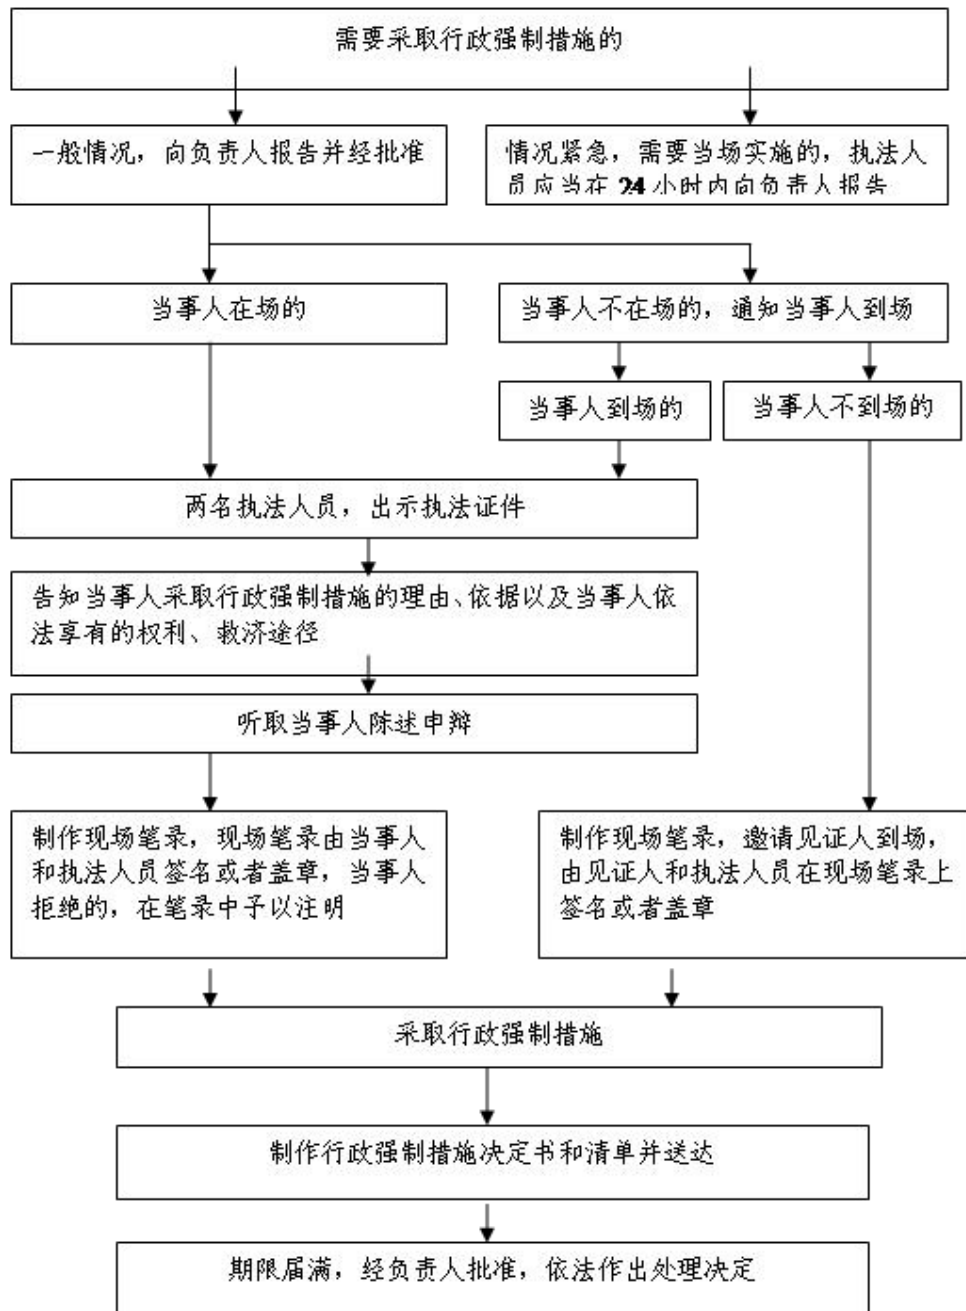 需要采取行政强制措施的
一般情况，向负责人报告并经批准
情况紧急，需要当场实施的，执法人
员应当在 24 小时内向负责人报告
当事人在场的
当事人不在场的，通知当事人到场
当事人到场的
当事人不到场的
两名执法人员，出示执法证件
告知当事人采取行政强制措施的理由、依据以及当事人依
法享有的权利、救济途径
听取当事人陈述申辩
制作现场笔录，现场笔录由当事人
和执法人员签名或者盖章，当事人
拒绝的，在笔录中予以注明
制作现场笔录，邀请见证人到场，
由见证人和执法人员在现场笔录上
签名或者盖章
采取行政强制措施
制作行政强制措施决定书和清单并送达
期限届满，经负责人批准，依法作出处理决定